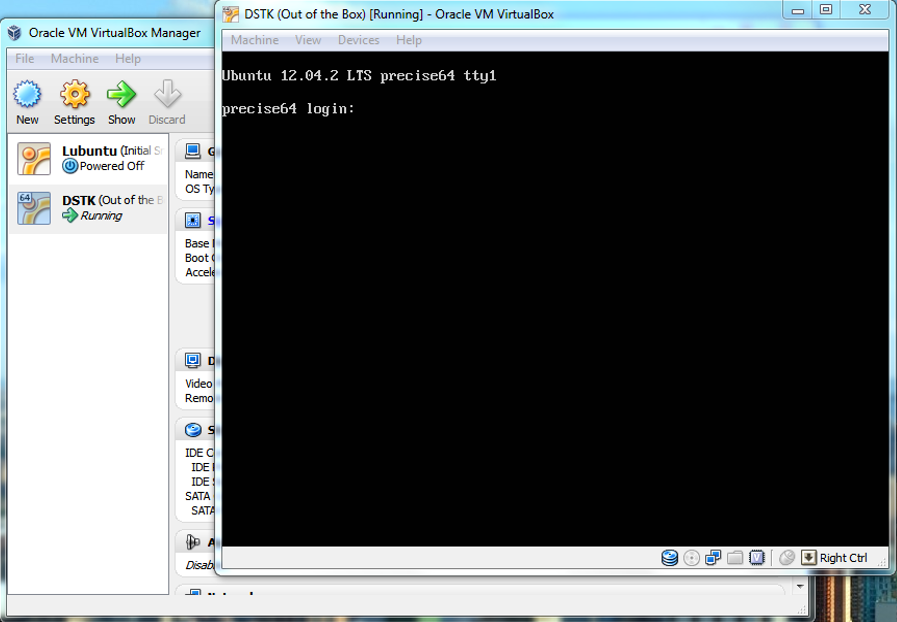 DSTK (Out of the Box) [Running] - Oracle VM VirtualBox
Machine View Devices Help
Ubuntu 12.04.2 LTS precise64 tty1
precise64 login:
Right Ctrl
Oracle VM VirtualBox Manager
File Machine Help
New Settings Show Discard
Lubuntu (Initial S
Powered Off
64
DSTK (Out of the B
Running
G
Name
OS Ty
S
Base
Boot
Accele
D
Video
Remo
S
IDE C
IDE
IDE
SATA
SATA
A
Disab